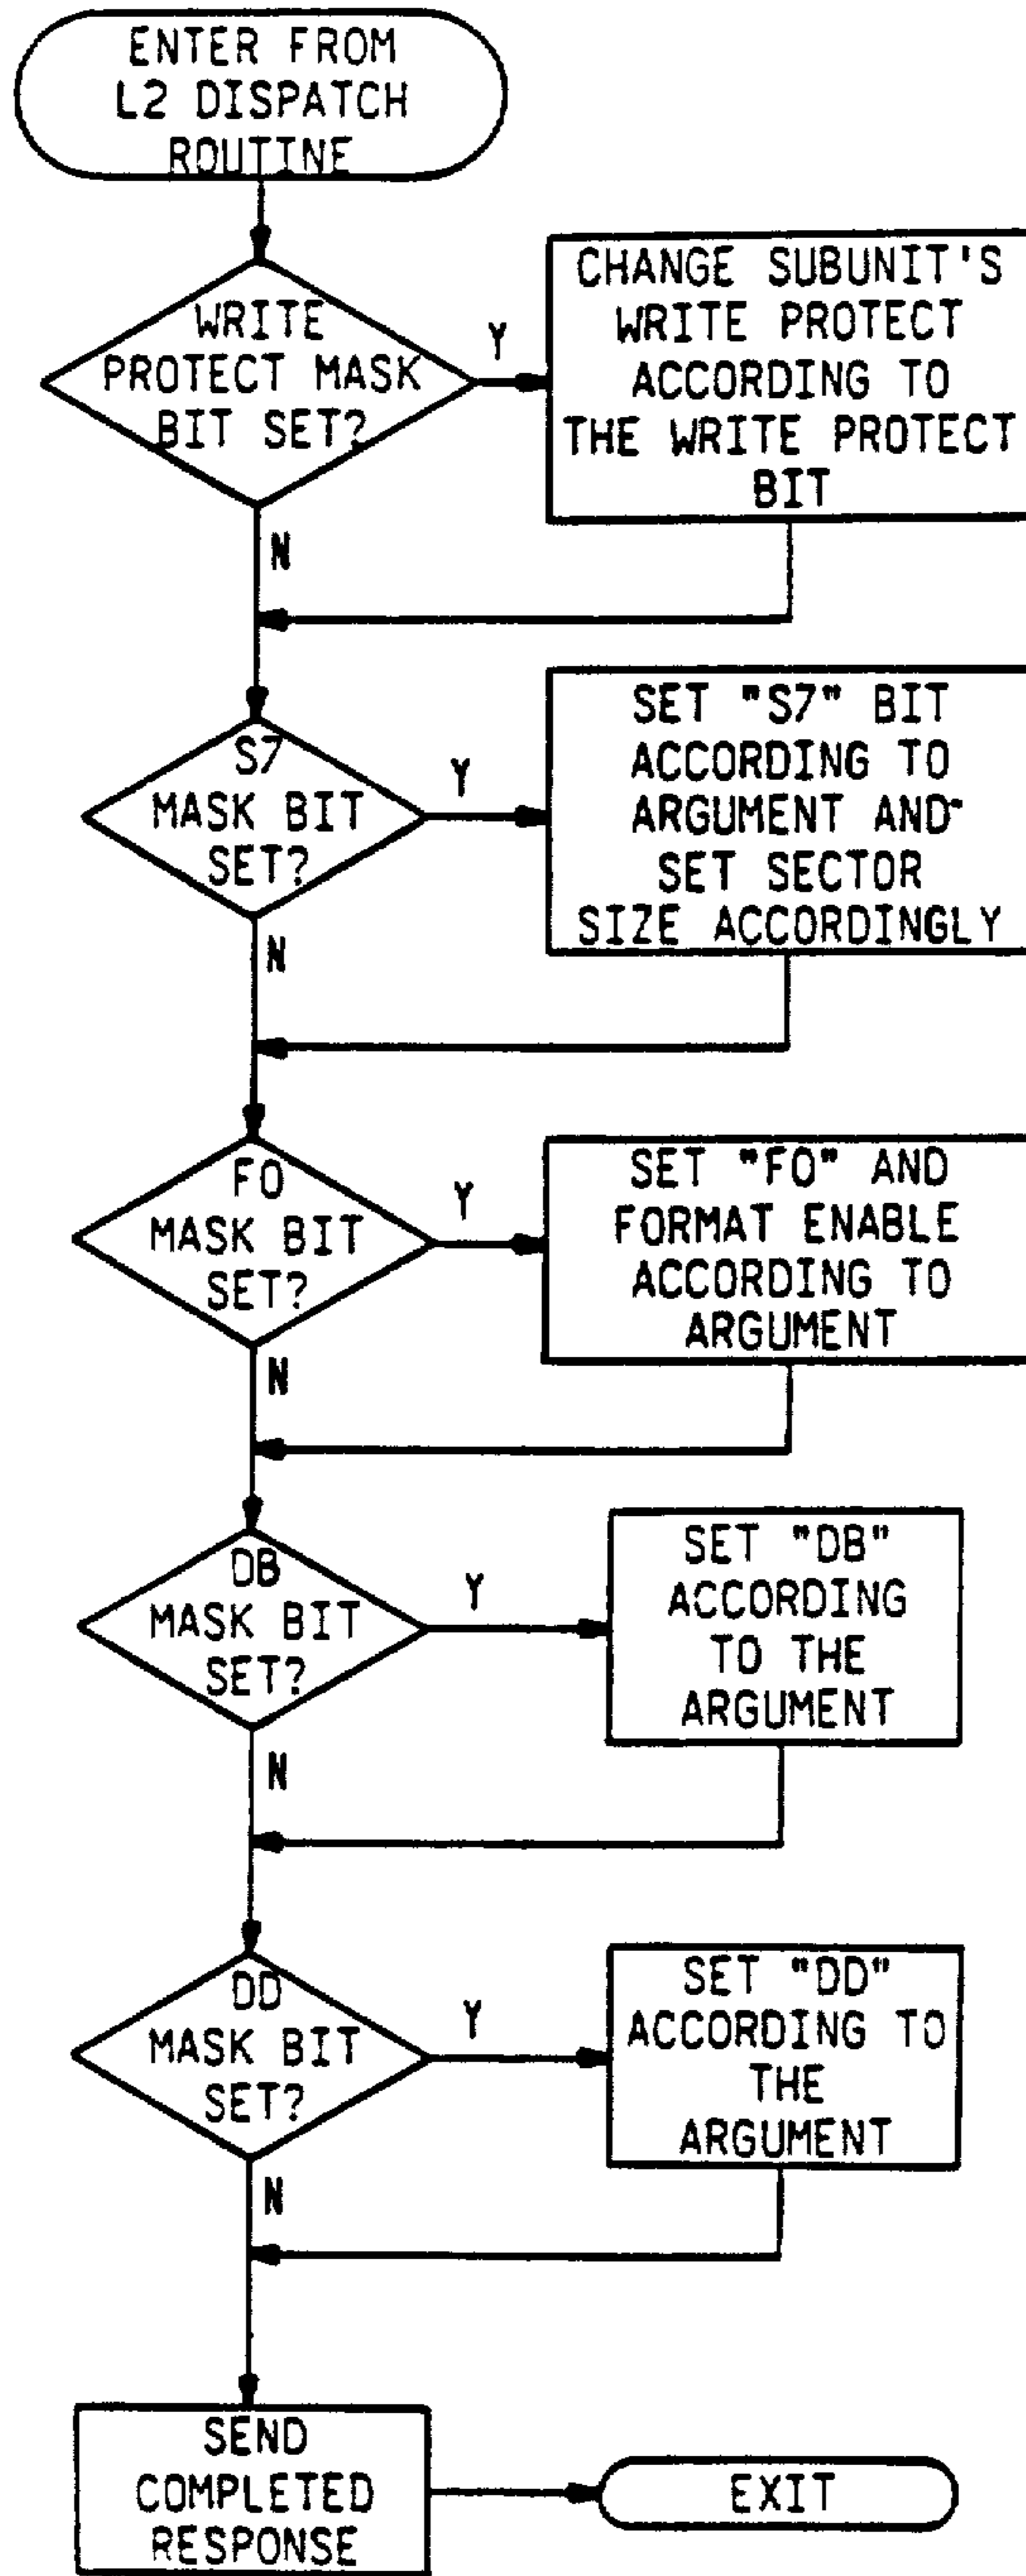 ENTER FROM
L2 DISPATCH
ROUTINE
WRITE
PROTECT MASK
BIT SET?
Y
CHANGE SUBUNIT'S
WRITE PROTECT
ACCORDING TO
THE WRITE PROTECT
BIT
N
S7
MASK BIT
SET?
Y
SET "S7" BIT
ACCORDING TO
ARGUMENT AND
SET SECTOR
SIZE ACCORDINGLY
N
FO
MASK BIT
SET?
Y
SET "FO" AND
FORMAT ENABLE
ACCORDING TO
ARGUMENT
N
DB
MASK BIT
SET?
Y
SET "DB"
ACCORDING
TO THE
ARGUMENT
N
DD
MASK BIT
SET?
Y
SET "DD"
ACCORDING TO
THE
ARGUMENT
N
SEND
COMPLETED
RESPONSE
EXIT